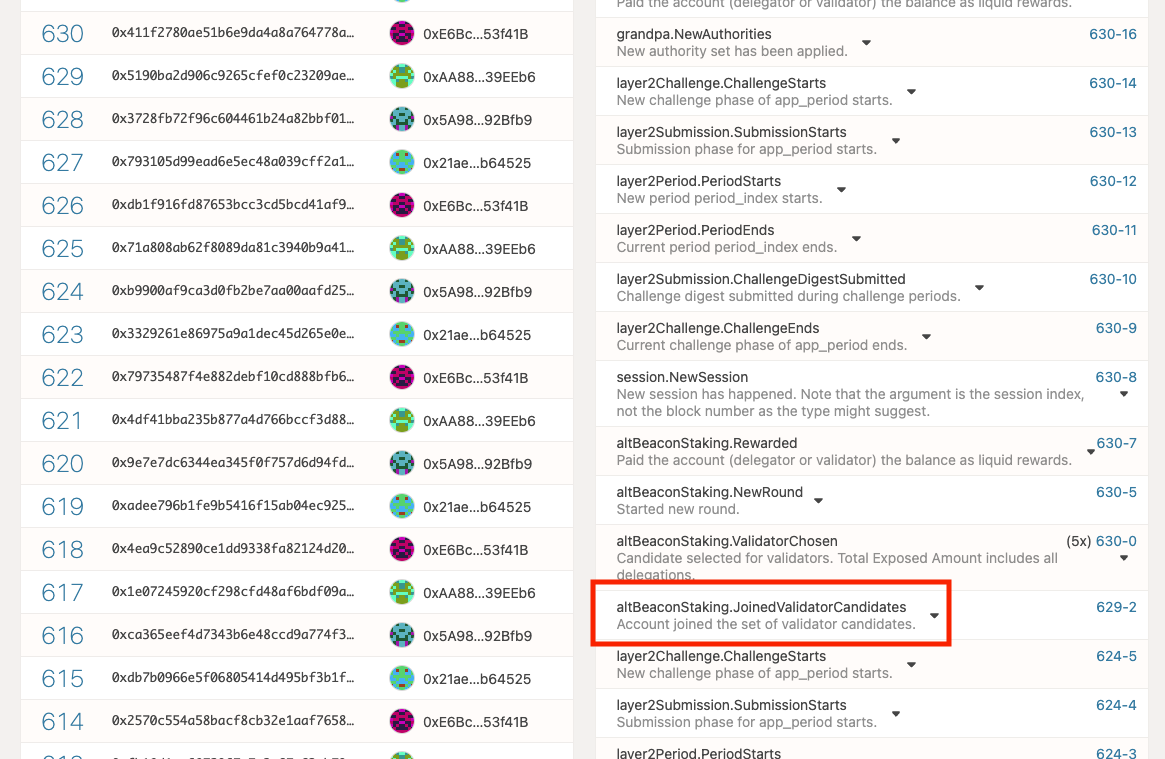 630 0x411f2780ae51b6e9da4a8a764778a… 0xE6Bc…53f41B
629 0x5190ba2d906c9265cfef0c23209ae… 0xAA88…39EEb6
628 0x3728fb72f96c604461b24a82bbf01… 0x5A98…92Bfb9
627 0x793105d99ead6e5ec48a039cff2a1… 0x21ae…b64525
626 0xdb1f916fd87653bcc3cd5bcd41af9… 0xE6Bc…53f41B
625 0x71a808ab62f8089da81c3940b9a41… 0xAA88…39EEb6
624 0xb9900af9ca3d0fb2be7aa00aafd25… 0x5A98…92Bfb9
623 0x3329261e86975a9a1dec45d265e0e… 0x21ae…b64525
622 0x79735487f4e882debf10cd888bfb6… 0xE6Bc…53f41B
621 0x4df41bba235b877a4d766bccf3d88… 0xAA88…39EEb6
620 0x9e7e7dc6344ea345f0f757d6d94fd… 0x5A98…92Bfb9
619 0xadee796b1fe9b5416f15ab04ec925… 0x21ae…b64525
618 0x4ea9c52890ce1dd9338fa82124d20… 0xE6Bc…53f41B
617 0x1e07245920cf298cfd48af6bdf09a… 0xAA88…39EEb6
616 0xca365eef4d7343b6e48ccd9a774f3… 0x5A98…92Bfb9
615 0xdb7b0966e5f06805414d495bf3b1f… 0x21ae…b64525
614 0x2570c554a58bacf8cb32e1aaf7658… 0xE6Bc…53f41B
Paid the account (delegator or validator) the balance as liquid rewards.
grandpa.NewAuthorities 630-16
New authority set has been applied.
layer2Challenge.ChallengeStarts 630-14
New challenge phase of app_period starts.
layer2Submission.SubmissionStarts 630-13
Submission phase for app_period starts.
layer2Period.PeriodStarts 630-12
New period period_index starts.
layer2Period.PeriodEnds 630-11
Current period period_index ends.
layer2Submission.ChallengeDigestSubmitted 630-10
Challenge digest submitted during challenge periods.
layer2Challenge.ChallengeEnds 630-9
Current challenge phase of app_period ends.
session.NewSession 630-8
New session has happened. Note that the argument is the session index,
not the block number as the type might suggest.
altBeaconStaking.Rewarded 630-7
Paid the account (delegator or validator) the balance as liquid rewards.
altBeaconStaking.NewRound 630-5
Started new round.
altBeaconStaking.ValidatorChosen (5x) 630-0
Candidate selected for validators. Total Exposed Amount includes all
delegations.
altBeaconStaking.JoinedValidatorCandidates 629-2
Account joined the set of validator candidates.
layer2Challenge.ChallengeStarts 624-5
New challenge phase of app_period starts.
layer2Submission.SubmissionStarts 624-4
Submission phase for app_period starts.
layer2Period.PeriodStarts 624-3